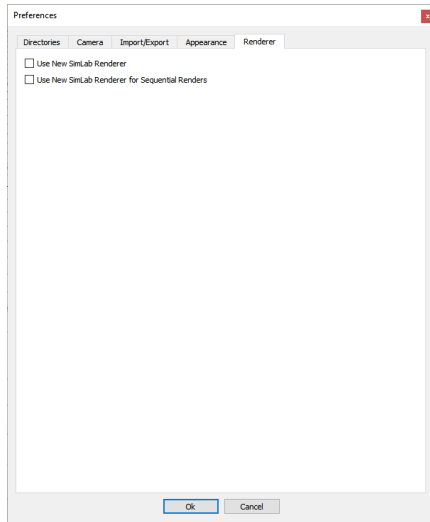 Preferences
x
Directories Camera Import/Export Appearance Renderer
Use New SimLab Renderer
Use New SimLab Renderer for Sequential Renders
Ok Cancel